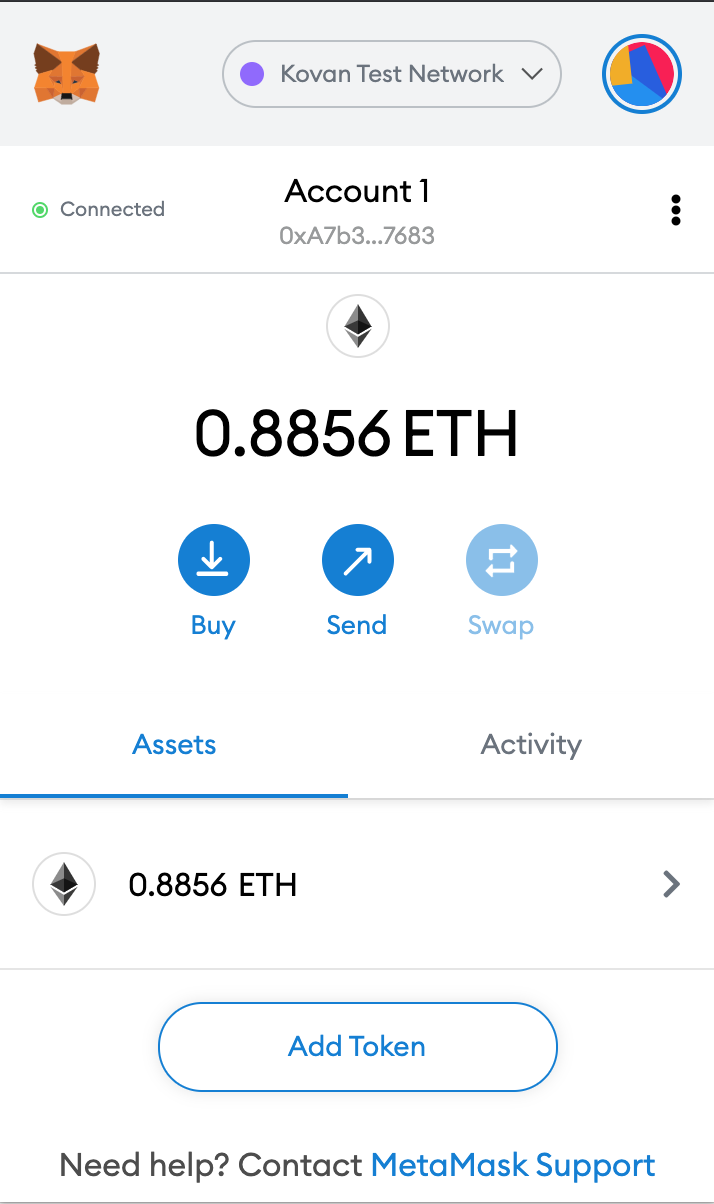 Kovan Test Network
Connected
Account 1
0xA7b3...7683
0.8856 ETH
Buy
Send
Swap
Assets
Activity
0.8856 ETH
Add Token
Need help? Contact MetaMask Support